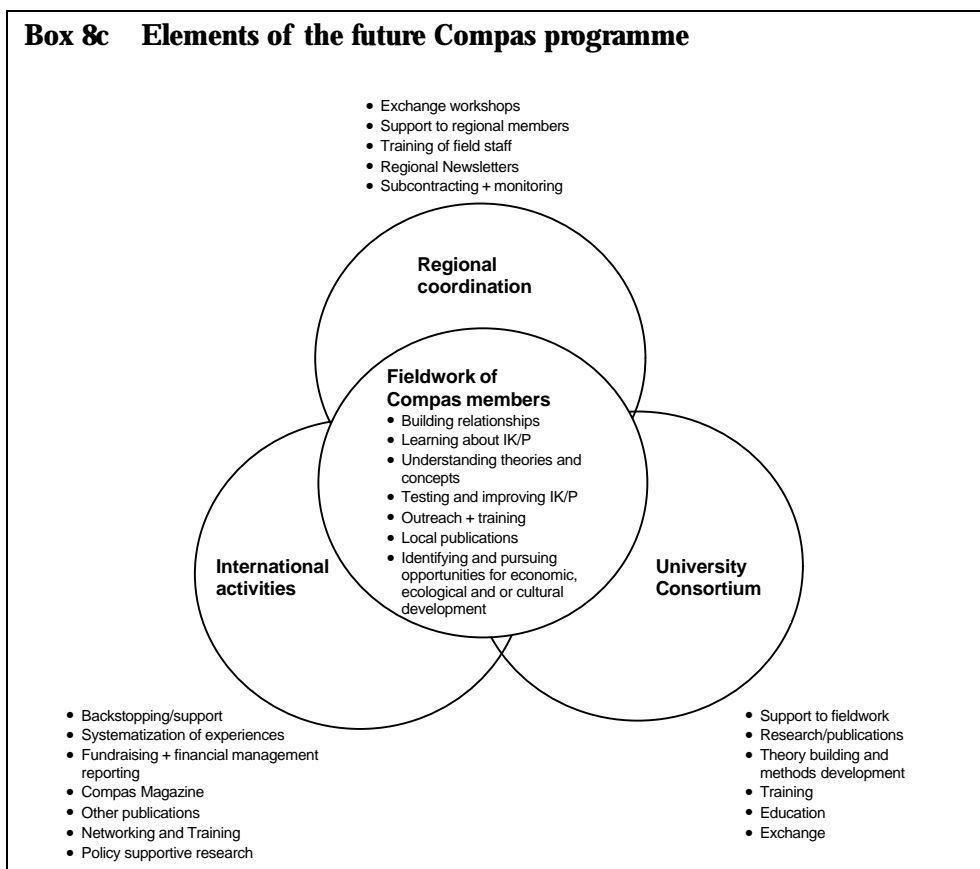 Box 8c Elements of the future Compas programme
• Exchange workshops
• Support to regional members
• Training of field staff
• Regional Newsletters
• Subcontracting + monitoring
Regional
coordination
Fieldwork of
Compas members
• Building relationships
• Learning about IK/P
• Understanding theories and
concepts
• Testing and improving IK/P
• Outreach + training
• Local publications
• Identifying and pursuing
opportunities for economic,
ecological and or cultural
development
International
activities
University
Consortium
• Backstopping/support
• Systematization of experiences
• Fundraising + financial management
reporting
• Compas Magazine
• Other publications
• Networking and Training
• Policy supportive research
• Support to fieldwork
• Research/publications
• Theory building and
methods development
• Training
• Education
• Exchange